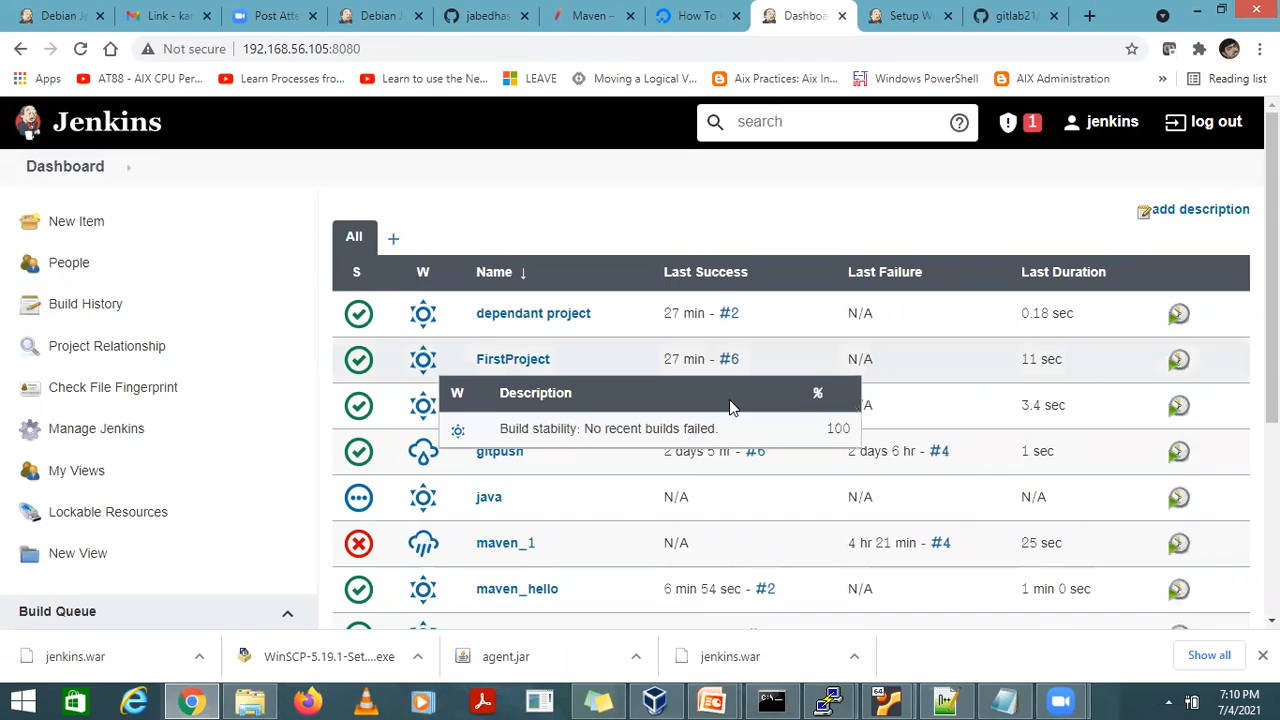 Debian Je
Link - kar
Post Atte
Debian Je
jabedhas
Maven –
How To
Dashboa
Setup W
gitlab21/
Not secure 192.168.56.105:8080
Apps AT88 - AIX CPU Per... Learn Processes fro... Learn to use the Ne... LEAVE Moving a Logical V... Aix Practices: Aix In... Windows PowerShell AIX Administration » Reading list
Jenkins search 1 jenkins log out
Dashboard
New Item
People
Build History
Project Relationship
Check File Fingerprint
Manage Jenkins
My Views
Lockable Resources
New View
Build Queue
add description
All +
S W Name ↓ Last Success Last Failure Last Duration
dependant project 27 min - #2 N/A 0.18 sec
FirstProject 27 min - #6 N/A 11 sec
W Description %
/A 3.4 sec
Build stability: No recent builds failed. 100
gitpush 2 days 5 hr - #6 2 days 6 hr - #4 1 sec
java N/A N/A N/A
maven_1 N/A 4 hr 21 min - #4 25 sec
maven_hello 6 min 54 sec - #2 N/A 1 min 0 sec
jenkins.war WinSCP-5.19.1-Set....exe agent.jar jenkins.war Show all
64
7:10 PM
7/4/2021